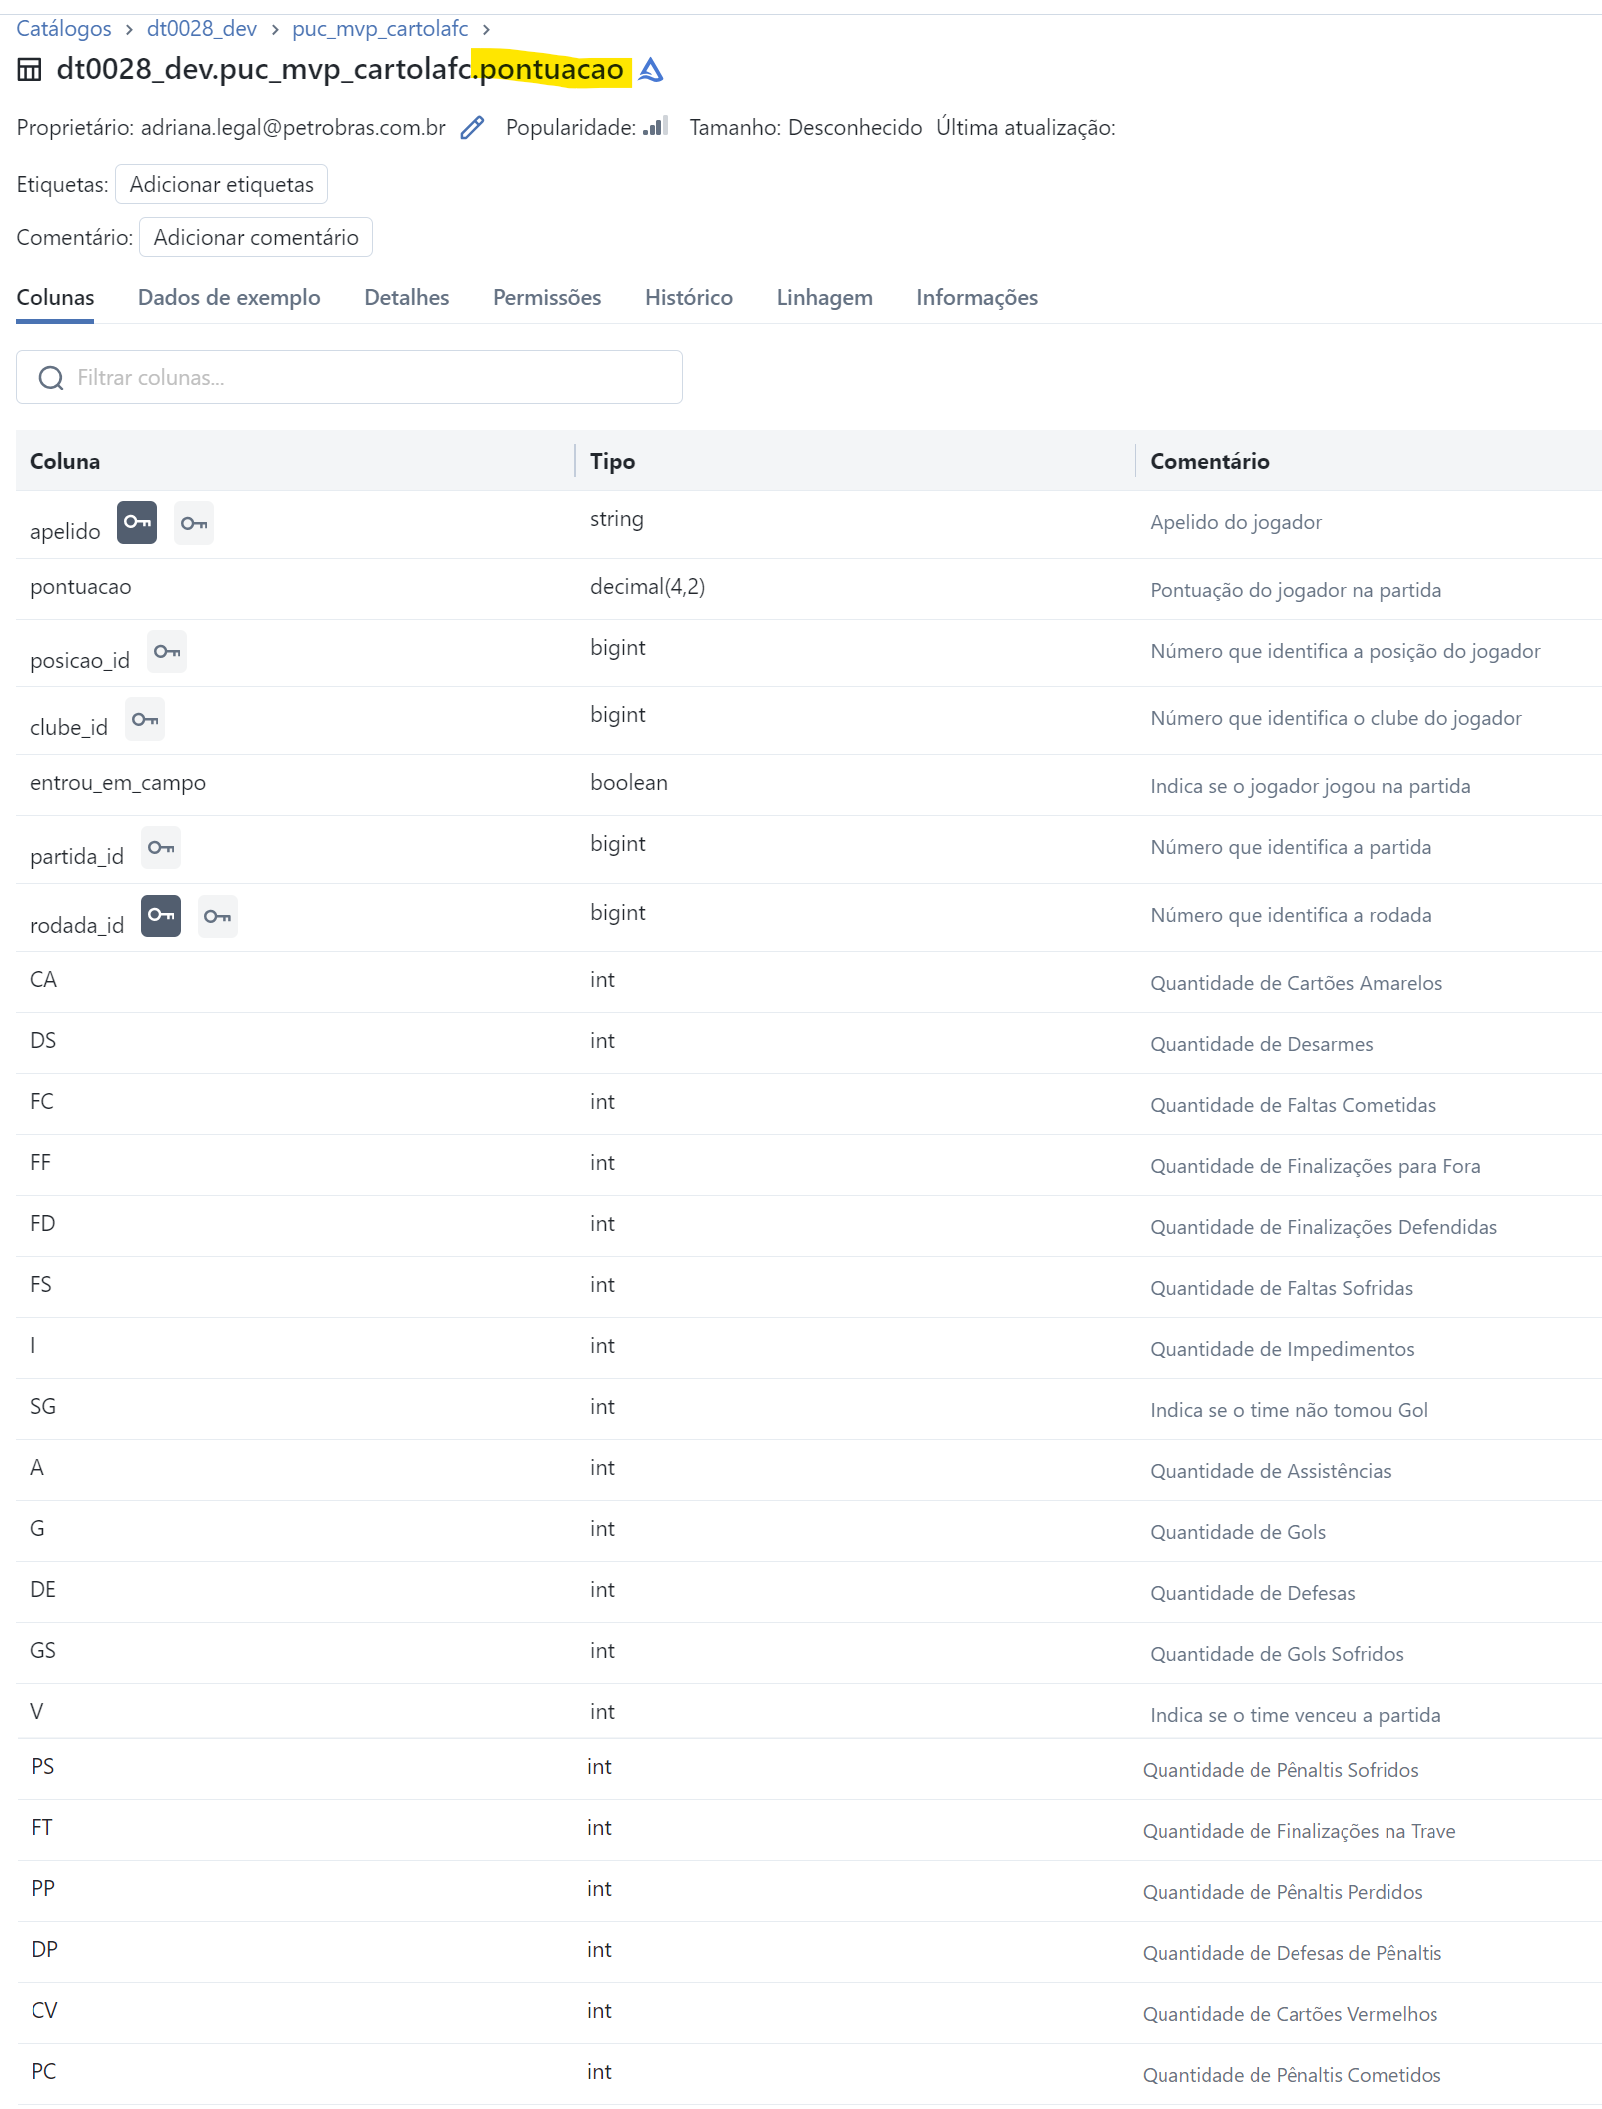 Catálogos > dt0028_dev > puc_mvp_cartolafc >
dt0028_dev.puc_mvp_cartolafc.pontuacao
Proprietário: adriana.legal@petrobras.com.br Popularidade: Tamanho: Desconhecido Última atualização:
Etiquetas: Adicionar etiquetas
Comentário: Adicionar comentário
Colunas Dados de exemplo Detalhes Permissões Histórico Linhagem Informações
Filtrar colunas...
Coluna Tipo Comentário
apelido string Apelido do jogador
pontuacao decimal(4,2) Pontuação do jogador na partida
posicao_id bigint Número que identifica a posição do jogador
clube_id bigint Número que identifica o clube do jogador
entrou_em_campo boolean Indica se o jogador jogou na partida
partida_id bigint Número que identifica a partida
rodada_id bigint Número que identifica a rodada
CA int Quantidade de Cartões Amarelos
DS int Quantidade de Desarmes
FC int Quantidade de Faltas Cometidas
FF int Quantidade de Finalizações para Fora
FD int Quantidade de Finalizações Defendidas
FS int Quantidade de Faltas Sofridas
I int Quantidade de Impedimentos
SG int Indica se o time não tomou Gol
A int Quantidade de Assistências
G int Quantidade de Gols
DE int Quantidade de Defesas
GS int Quantidade de Gols Sofridos
V int Indica se o time venceu a partida
PS int Quantidade de Pênaltis Sofridos
FT int Quantidade de Finalizações na Trave
PP int Quantidade de Pênaltis Perdidos
DP int Quantidade de Defesas de Pênaltis
CV int Quantidade de Cartões Vermelhos
PC int Quantidade de Pênaltis Cometidos